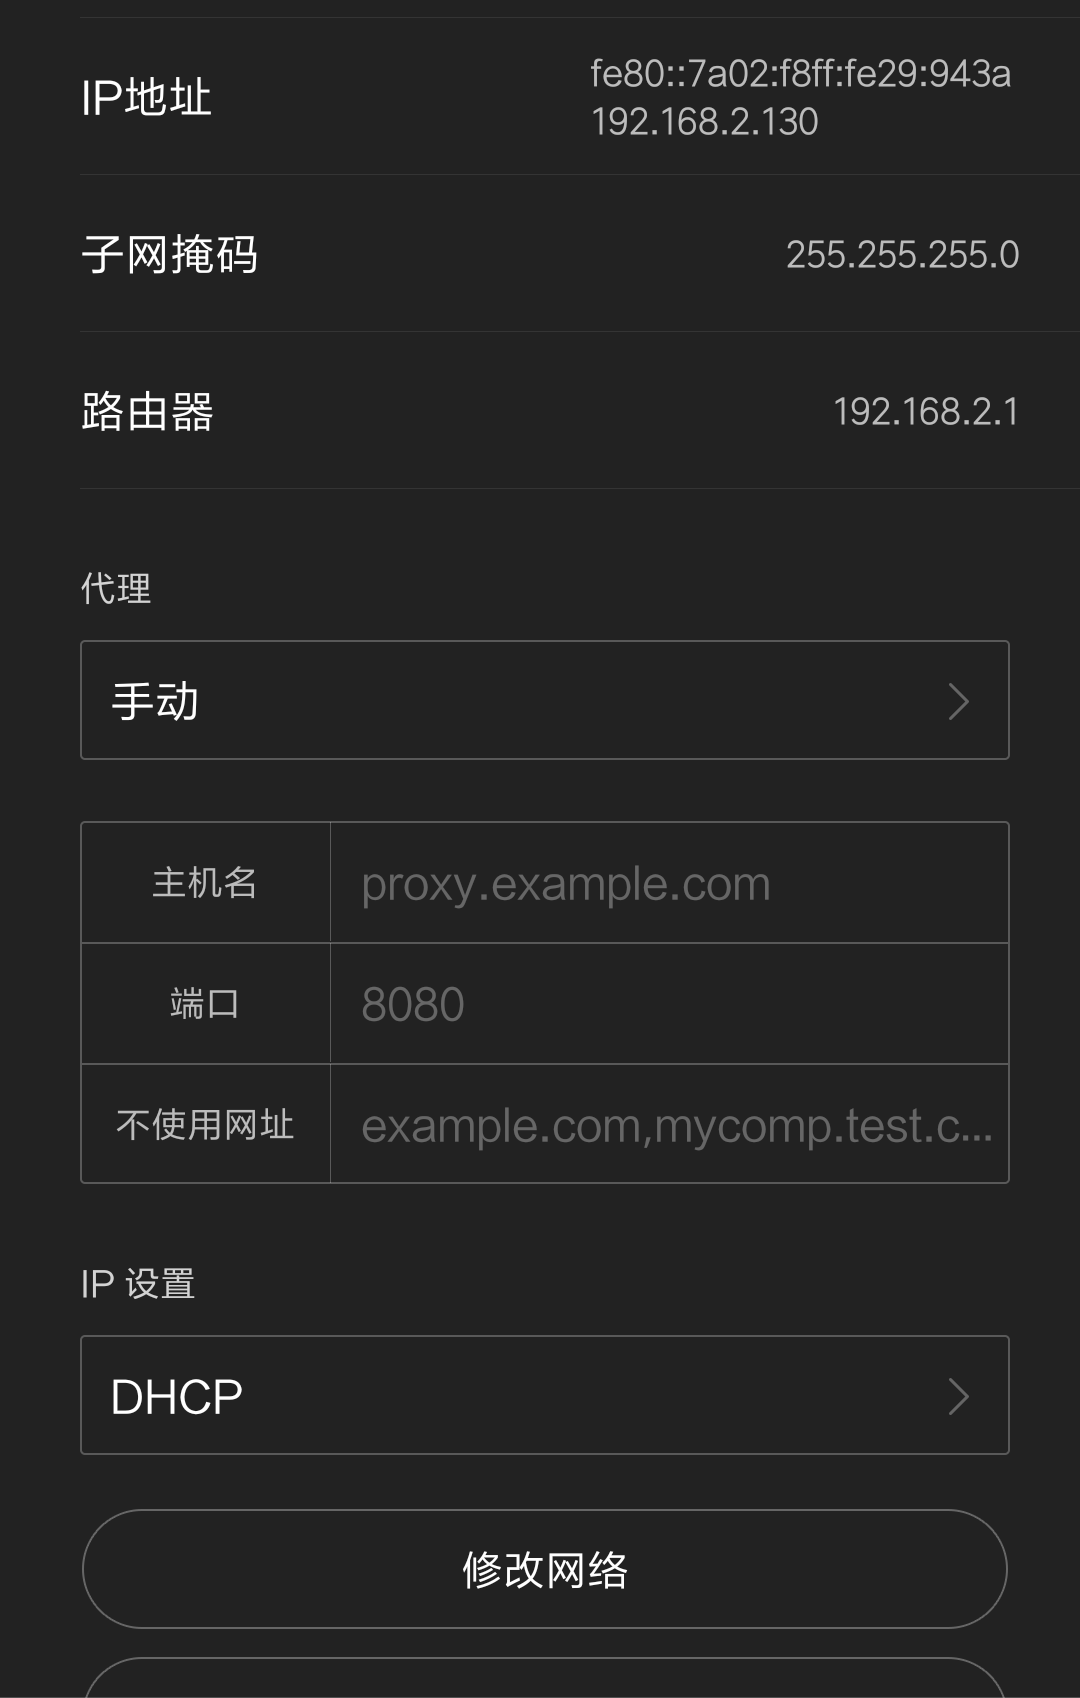 IP地址
fe80::7a02:f8ff:fe29:943a
192.168.2.130
子网掩码
255.255.255.0
路由器
192.168.2.1
代理
手动
主机名
proxy.example.com
端口
8080
不使用网址
example.com,mycomp.test.c...
IP 设置
DHCP
修改网络